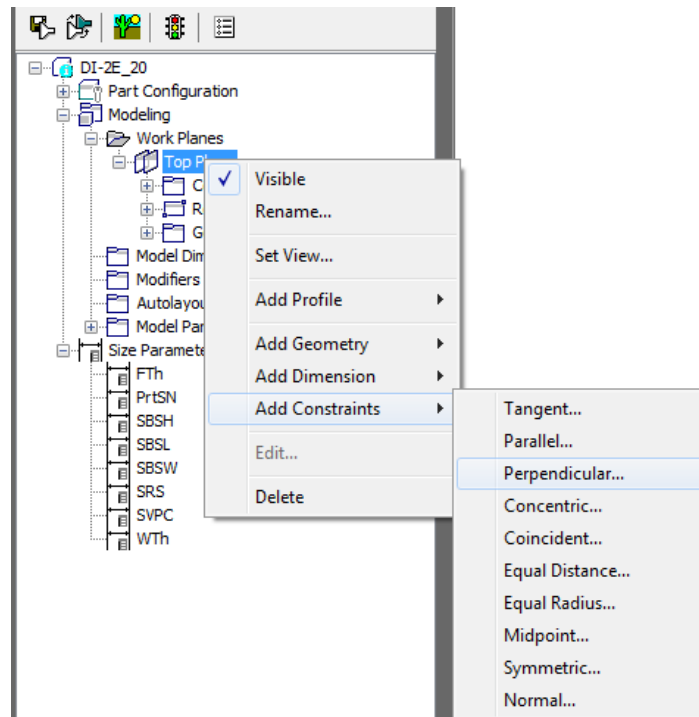 DI-2E_20
Part Configuration
Modeling
Work Planes
Top P
C
R
G
Model Dim
Modifiers
Autolayou
Model Par
Size Paramete
FTh
PrtSN
SBSH
SBSL
SBSW
SRS
SVPC
WTh
Visible
Rename...
Set View...
Add Profile
Add Geometry
Add Dimension
Add Constraints
Edit...
Delete
Tangent...
Parallel...
Perpendicular...
Concentric...
Coincident...
Equal Distance...
Equal Radius...
Midpoint...
Symmetric...
Normal...